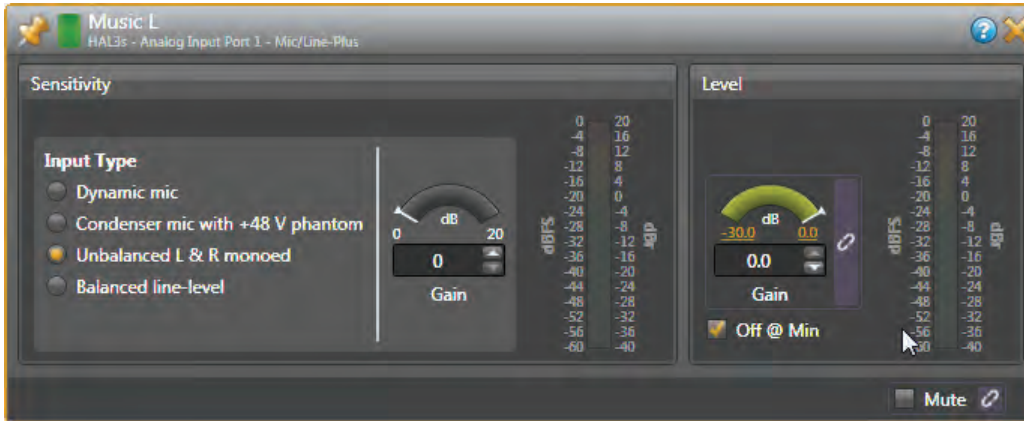 Music L
HAL3s - Analog Input Port 1 - Mic/Line-Plus
?
Sensitivity
Input Type
Dynamic mic
Condenser mic with +48 V phantom
Unbalanced L & R monoed
Balanced line-level
dB
0 20
0
Gain
dBFS
0 20
-4 16
-8 12
-12 8
-16 4
-20 0
-24 -4
-28 -8
-32 -12
-36 -16
-40 -20
-44 -24
-48 -28
-52 -32
-56 -36
-60 -40
dBr
Level
dB
-30.0 0.0
0.0
Gain
Off @ Min
dBFS
0 20
-4 16
-8 12
-12 8
-16 4
-20 0
-24 -4
-28 -8
-32 -12
-36 -16
-40 -20
-44 -24
-48 -28
-52 -32
-56 -36
-40
dBr
Mute